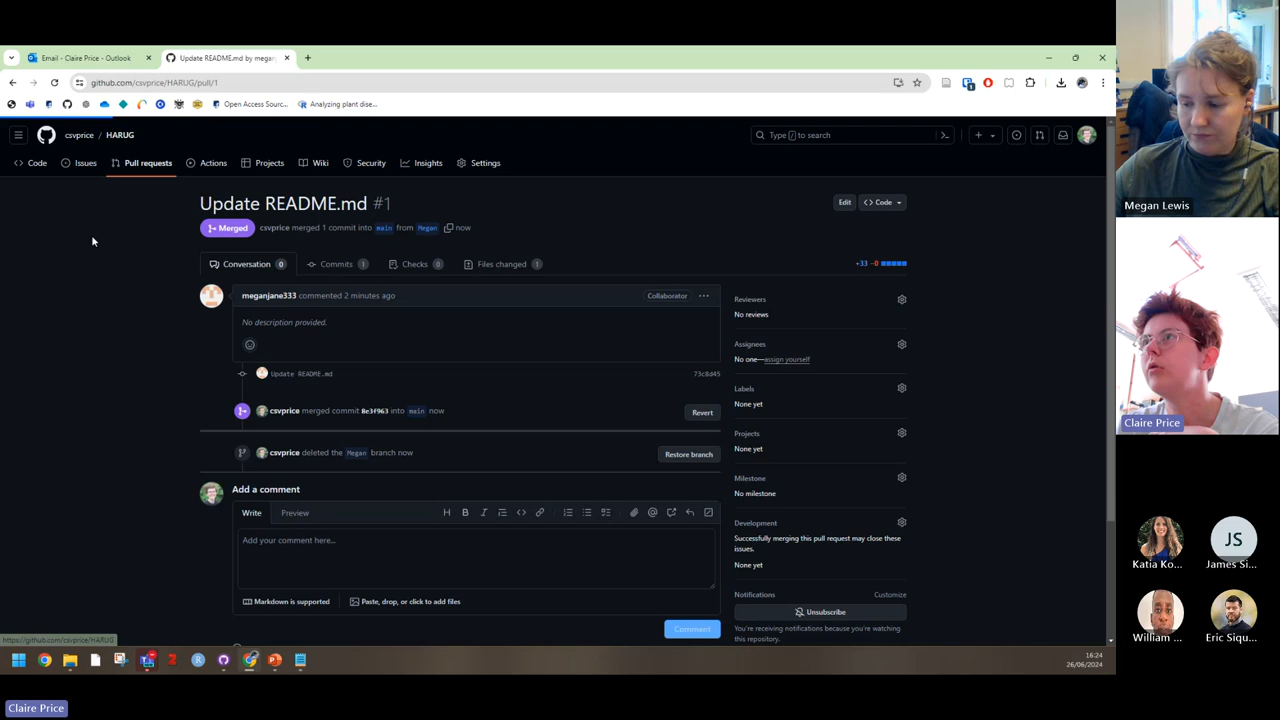 Email - Claire Price - Outlook
Update README.md by megan
github.com/csvprice/HARUG/pull/1
Open Access Sourc...
Analyzing plant dise...
csvprice / HARUG
Type / to search
Code
Issues
Pull requests
Actions
Projects
Wiki
Security
Insights
Settings
Update README.md #1
Edit
Code
Merged
csvprice merged 1 commit into main from Megan now
Conversation 0
Commits 1
Checks 0
Files changed 1
+33 −0
meganjane333 commented 2 minutes ago
Collaborator
No description provided.
Update README.md
73c8d45
csvprice merged commit 8e3f963 into main now
Revert
csvprice deleted the Megan branch now
Restore branch
Add a comment
Write
Preview
Add your comment here...
Markdown is supported
Paste, drop, or click to add files
Comment
Reviewers
No reviews
Assignees
No one—assign yourself
Labels
None yet
Projects
None yet
Milestone
No milestone
Development
Successfully merging this pull request may close these
issues.
None yet
Notifications
Customize
Unsubscribe
You're receiving notifications because you're watching
this repository.
https://github.com/csvprice/HARUG
16:24
26/06/2024
Claire Price
Megan Lewis
Claire Price
Katia Ko...
JS
James Si...
William ...
Eric Siqu...